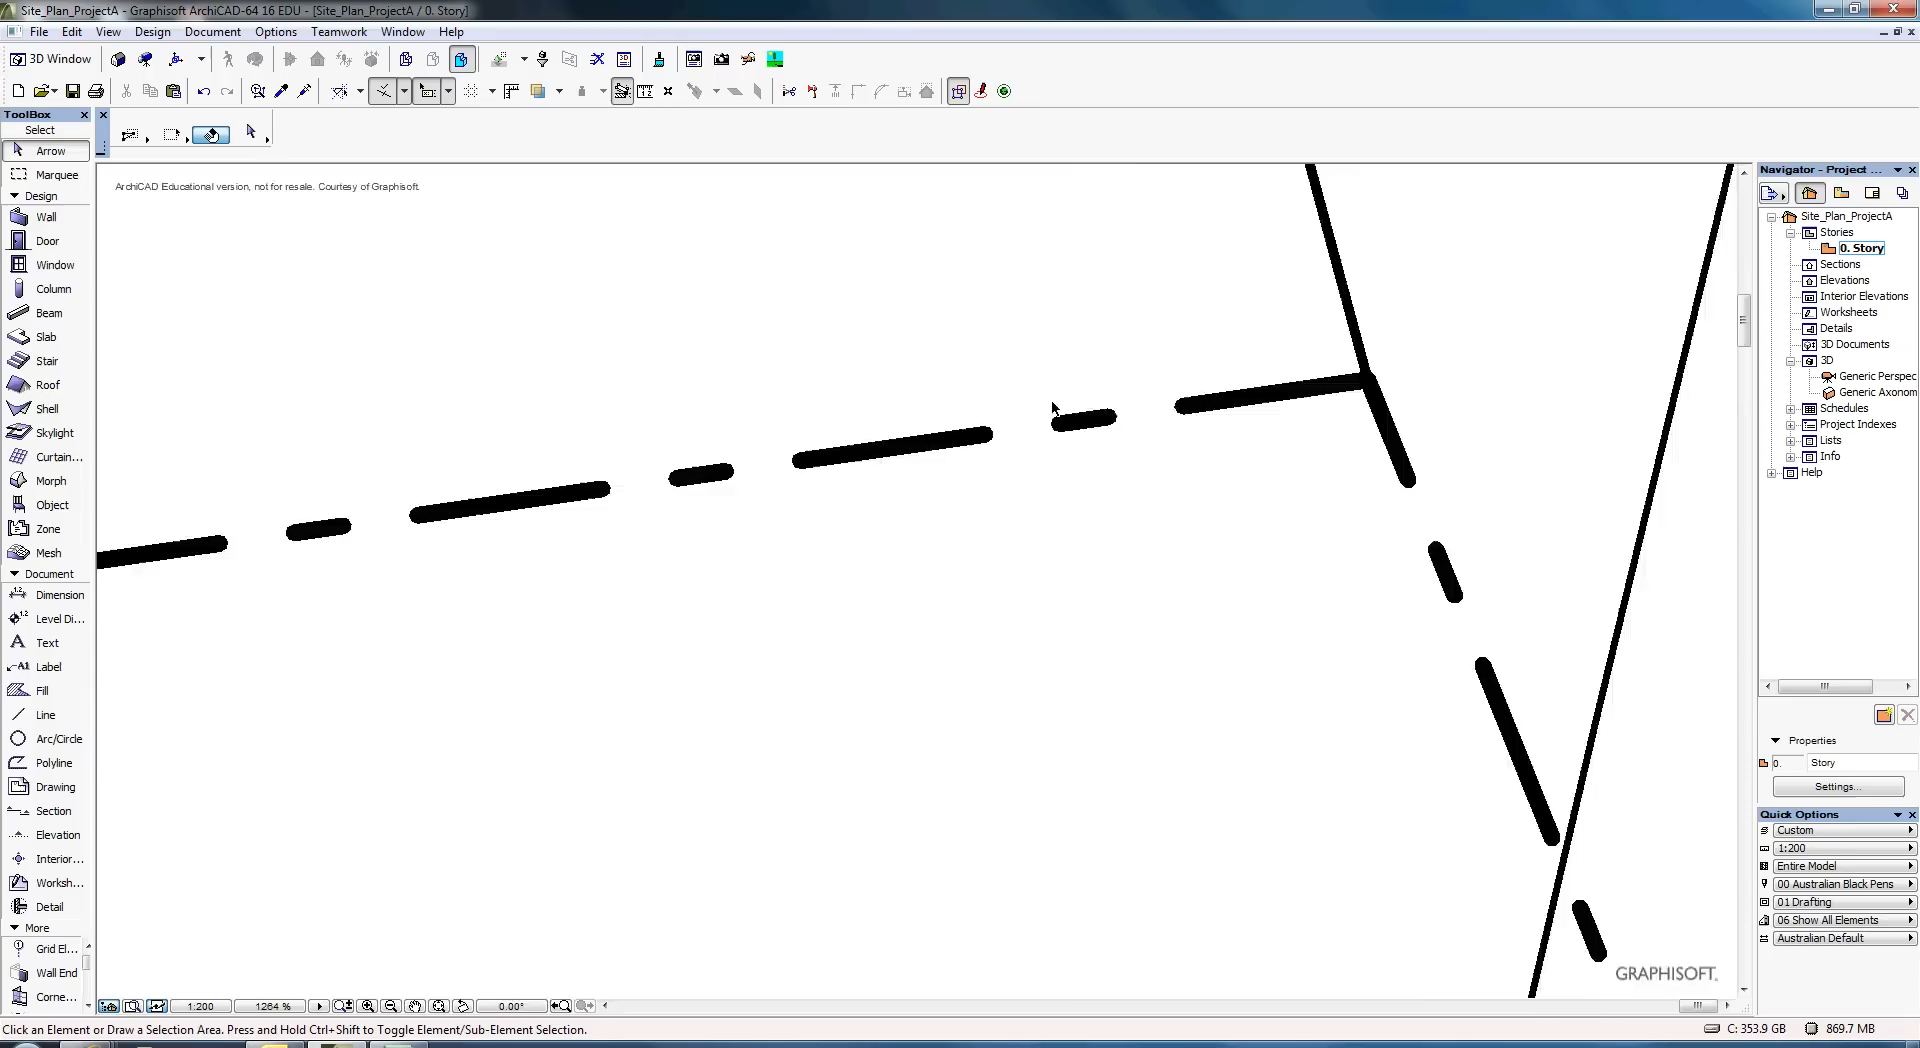 Site_Plan_ProjectA - Graphisoft ArchiCAD-64 16 EDU - [Site_Plan_ProjectA / 0. Story]
File Edit View Design Document Options Teamwork Window Help
3D Window
ToolBox
Select
Arrow
Marquee
Design
Wall
Door
Window
Column
Beam
Slab
Stair
Roof
Shell
Skylight
Curtain...
Morph
Object
Zone
Mesh
Document
Dimension
Level Di...
Text
Label
Fill
Line
Arc/Circle
Polyline
Drawing
Section
Elevation
Interior...
Worksh...
Detail
More
Grid El...
Wall End
Corne...
ArchiCAD Educational version, not for resale. Courtesy of Graphisoft.
GRAPHISOFT.
Navigator - Project ...
Site_Plan_ProjectA
Stories
0. Story
Sections
Elevations
Interior Elevations
Worksheets
Details
3D Documents
3D
Generic Perspec
Generic Axonom
Schedules
Project Indexes
Lists
Info
Help
Properties
0. Story
Settings...
Quick Options
Custom
1:200
Entire Model
00 Australian Black Pens
01 Drafting
06 Show All Elements
Australian Default
1:200 1264 % 0.00°
Click an Element or Draw a Selection Area. Press and Hold Ctrl+Shift to Toggle Element/Sub-Element Selection.
C: 353.9 GB 869.7 MB